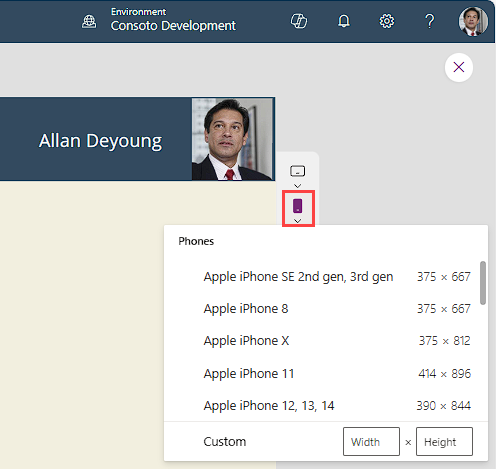 Environment
Consoto Development
Allan Deyoung
Phones
Apple iPhone SE 2nd gen, 3rd gen 375 × 667
Apple iPhone 8 375 × 667
Apple iPhone X 375 × 812
Apple iPhone 11 414 × 896
Apple iPhone 12, 13, 14 390 × 844
Custom Width × Height